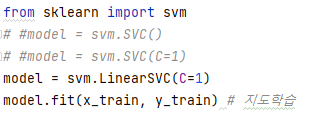 from sklearn import svm
# #model = svm.SVC()
# #model = svm.SVC(C=1)
model = svm.LinearSVC(C=1)
model.fit(x_train, y_train) # 지도학습